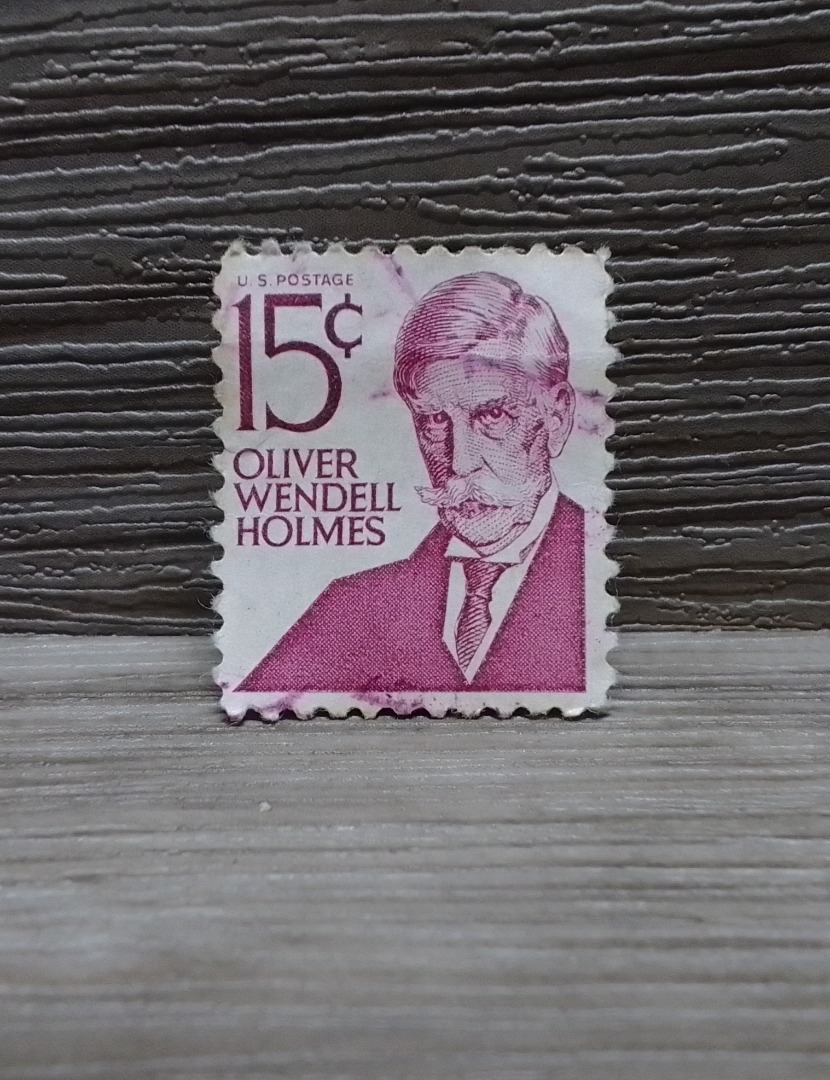 U.S. POSTAGE
15¢
OLIVER
WENDELL
HOLMES